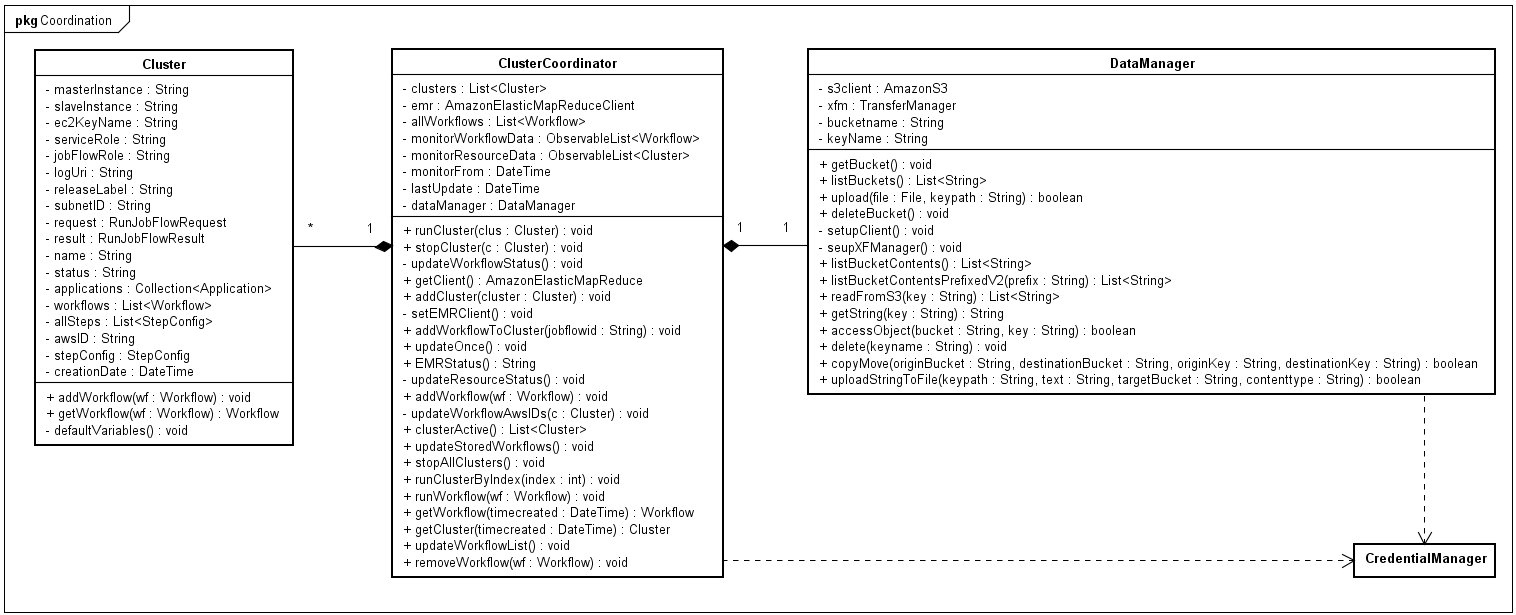 pkg Coordination
Cluster
- masterInstance : String
- slaveInstance : String
- ec2KeyName : String
- serviceRole : String
- jobFlowRole : String
- logUri : String
- releaseLabel : String
- subnetID : String
- request : RunJobFlowRequest
- result : RunJobFlowResult
- name : String
- status : String
- applications : Collection<Application>
- workflows : List<Workflow>
- allSteps : List<StepConfig>
- awsID : String
- stepConfig : StepConfig
- creationDate : DateTime
+ addWorkflow(wf : Workflow) : void
+ getWorkflow(wf : Workflow) : Workflow
- defaultVariables() : void
* 1
ClusterCoordinator
- clusters : List<Cluster>
- emr : AmazonElasticMapReduceClient
- allWorkflows : List<Workflow>
- monitorWorkflowData : ObservableList<Workflow>
- monitorResourceData : ObservableList<Cluster>
- monitorFrom : DateTime
- lastUpdate : DateTime
- dataManager : DataManager
+ runCluster(clus : Cluster) : void
+ stopCluster(c : Cluster) : void
- updateWorkflowStatus() : void
+ getClient() : AmazonElasticMapReduce
+ addCluster(cluster : Cluster) : void
- setEMRClient() : void
+ addWorkflowToCluster(jobflowid : String) : void
+ updateOnce() : void
+ EMRStatus() : String
- updateResourceStatus() : void
+ addWorkflow(wf : Workflow) : void
- updateWorkflowAwsIDs(c : Cluster) : void
+ clusterActive() : List<Cluster>
+ updateStoredWorkflows() : void
+ stopAllClusters() : void
+ runClusterByIndex(index : int) : void
+ runWorkflow(wf : Workflow) : void
+ getWorkflow(timecreated : DateTime) : Workflow
+ getCluster(timecreated : DateTime) : Cluster
+ updateWorkflowList() : void
+ removeWorkflow(wf : Workflow) : void
1 1
DataManager
- s3client : AmazonS3
- xfm : TransferManager
- bucketname : String
- keyName : String
+ getBucket() : void
+ listBuckets() : List<String>
+ upload(file : File, keypath : String) : boolean
+ deleteBucket() : void
- setupClient() : void
- seupXFManager() : void
+ listBucketContents() : List<String>
+ listBucketContentsPrefixedV2(prefix : String) : List<String>
+ readFromS3(key : String) : List<String>
+ getString(key : String) : String
+ accessObject(bucket : String, key : String) : boolean
+ delete(keyname : String) : void
+ copyMove(originBucket : String, destinationBucket : String, originKey : String, destinationKey : String) : boolean
+ uploadStringToFile(keypath : String, text : String, targetBucket : String, contenttype : String) : boolean
CredentialManager